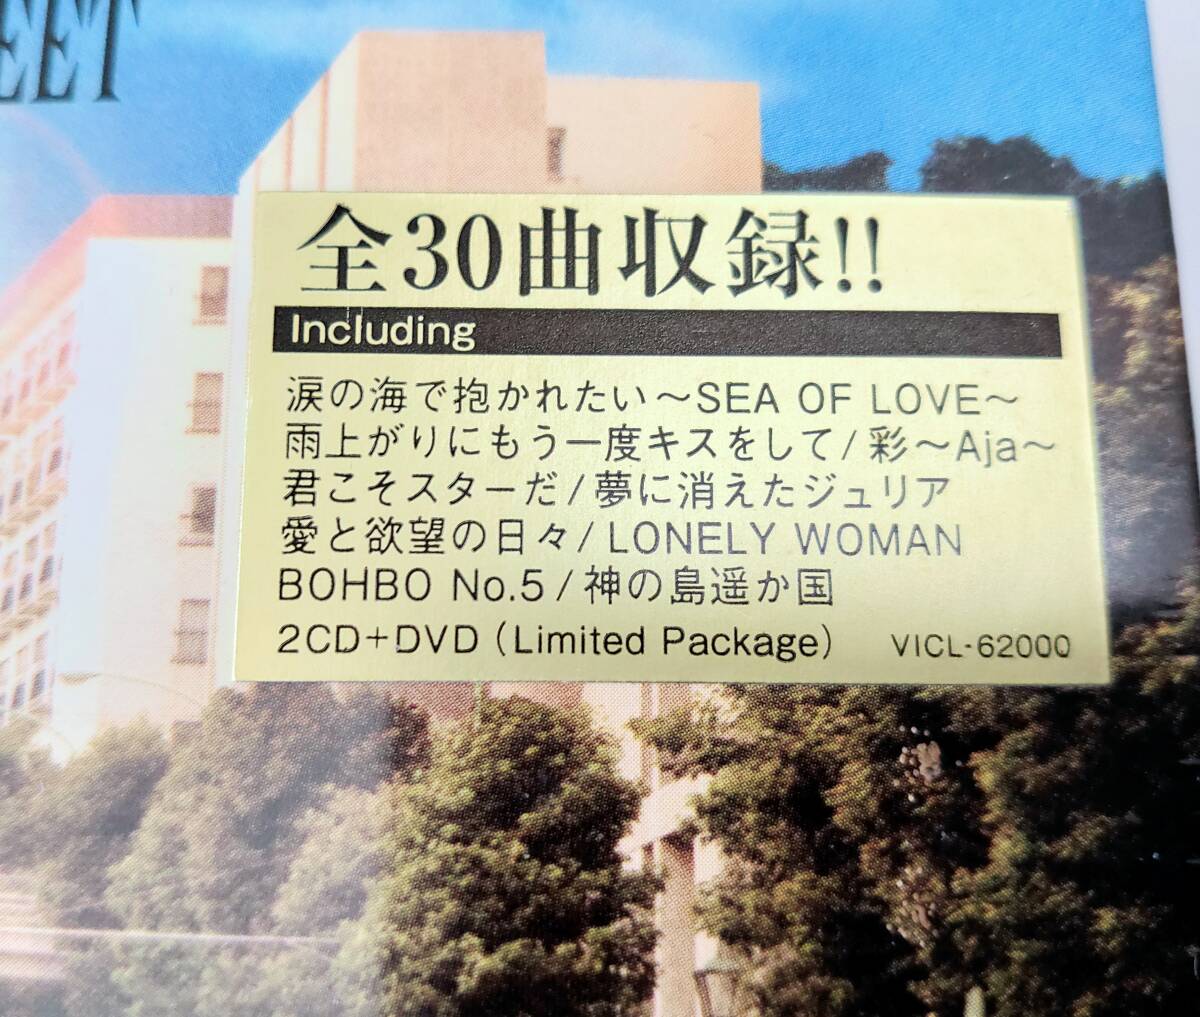 EET
全30曲収録!!
Including
涙の海で抱かれたい～SEA OF LOVE～
雨上がりにもう一度キスをして/彩～Aja～
君こそスターだ/夢に消えたジュリア
愛と欲望の日々/LONELY WOMAN
BOHBO No.5/神の島遥か国
2CD+DVD (Limited Package) VICL-62000